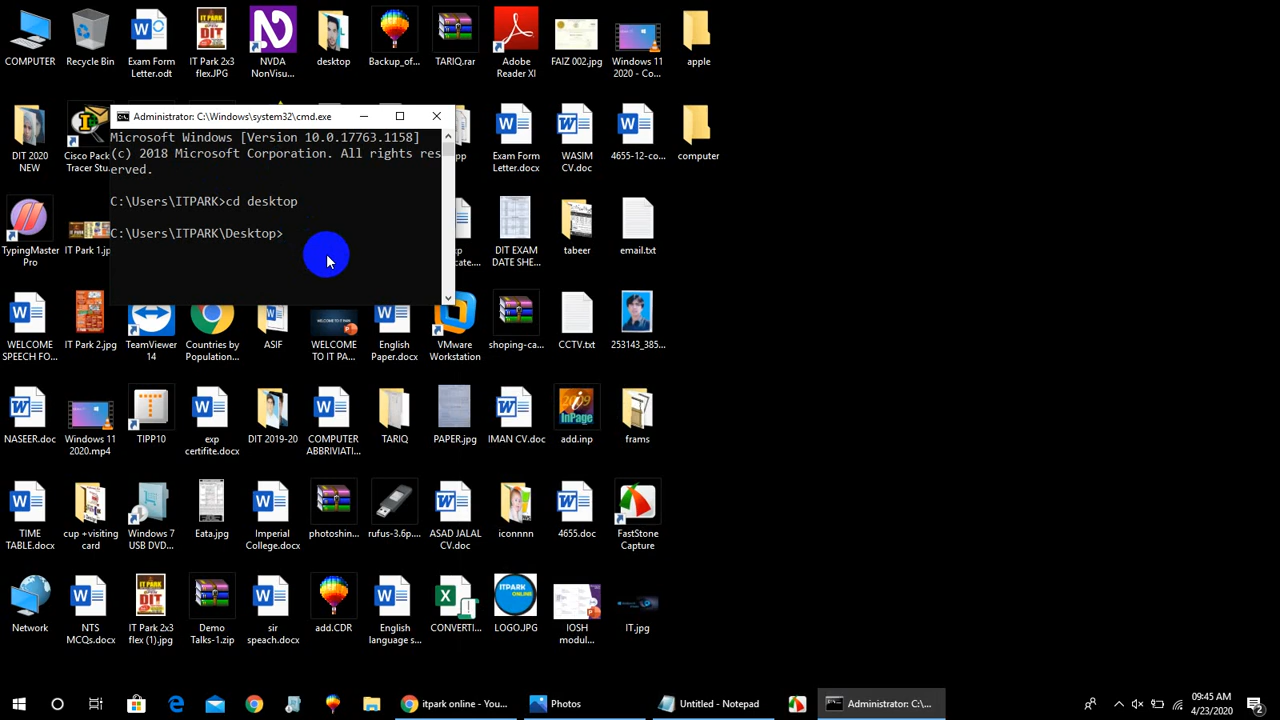 COMPUTER
Recycle Bin
Exam Form
Letter.odt
IT Park 2x3
flex.JPG
NVDA
NonVisu...
desktop
Backup_of...
TARIQ.rar
Adobe
Reader XI
FAIZ 002.jpg
Windows 11
2020 - Co...
apple
Administrator: C:\Windows\system32\cmd.exe
Microsoft Windows [Version 10.0.17763.1158]
(c) 2018 Microsoft Corporation. All rights res
erved.
C:\Users\ITPARK>cd desktop
C:\Users\ITPARK\Desktop>
DIT 2020
NEW
Cisco Pack
Tracer Stu...
Exam Form
Letter.docx
WASIM
CV.doc
4655-12-co...
computer
TypingMaster
Pro
IT Park 1.jp
DIT EXAM
DATE SHE...
tabeer
email.txt
WELCOME
SPEECH FO...
IT Park 2.jpg
TeamViewer
14
Countries by
Population...
ASIF
WELCOME
TO IT PA...
English
Paper.docx
VMware
Workstation
shoping-ca...
CCTV.txt
253143_385...
NASEER.doc
Windows 11
2020.mp4
TIPP10
exp
certifite.docx
DIT 2019-20
COMPUTER
ABBRIVIATI...
TARIQ
PAPER.jpg
IMAN CV.doc
2009
InPage
add.inp
frams
TIME
TABLE.docx
cup +visiting
card
Windows 7
USB DVD...
Eata.jpg
Imperial
College.docx
photoshin...
rufus-3.6p...
ASAD JALAL
CV.doc
iconnnn
4655.doc
FastStone
Capture
Network
NTS
MCQs.docx
IT Park 2x3
flex (1).jpg
Demo
Talks-1.zip
sir
speach.docx
add.CDR
English
language s...
CONVERTI...
ITPARK
ONLINE
LOGO.JPG
IOSH
modul...
IT.jpg
itpark online - You...
Photos
Untitled - Notepad
Administrator: C:\...
09:45 AM
4/23/2020
2